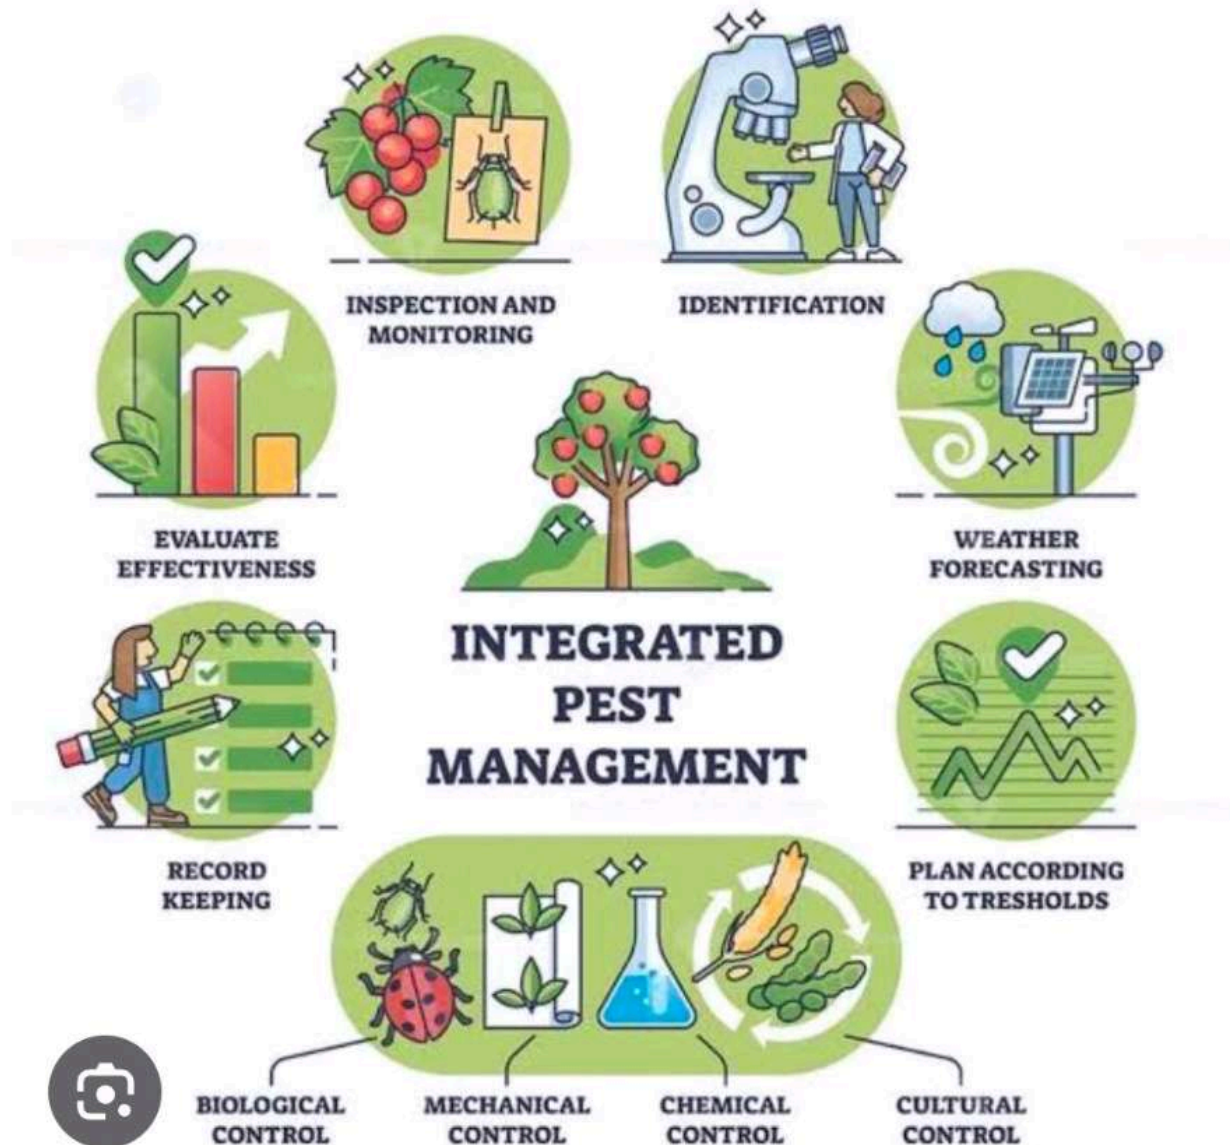 INSPECTION AND
MONITORING
IDENTIFICATION
EVALUATE
EFFECTIVENESS
WEATHER
FORECASTING
INTEGRATED
PEST
MANAGEMENT
RECORD
KEEPING
PLAN ACCORDING
TO TRESHOLDS
BIOLOGICAL
CONTROL
MECHANICAL
CONTROL
CHEMICAL
CONTROL
CULTURAL
CONTROL